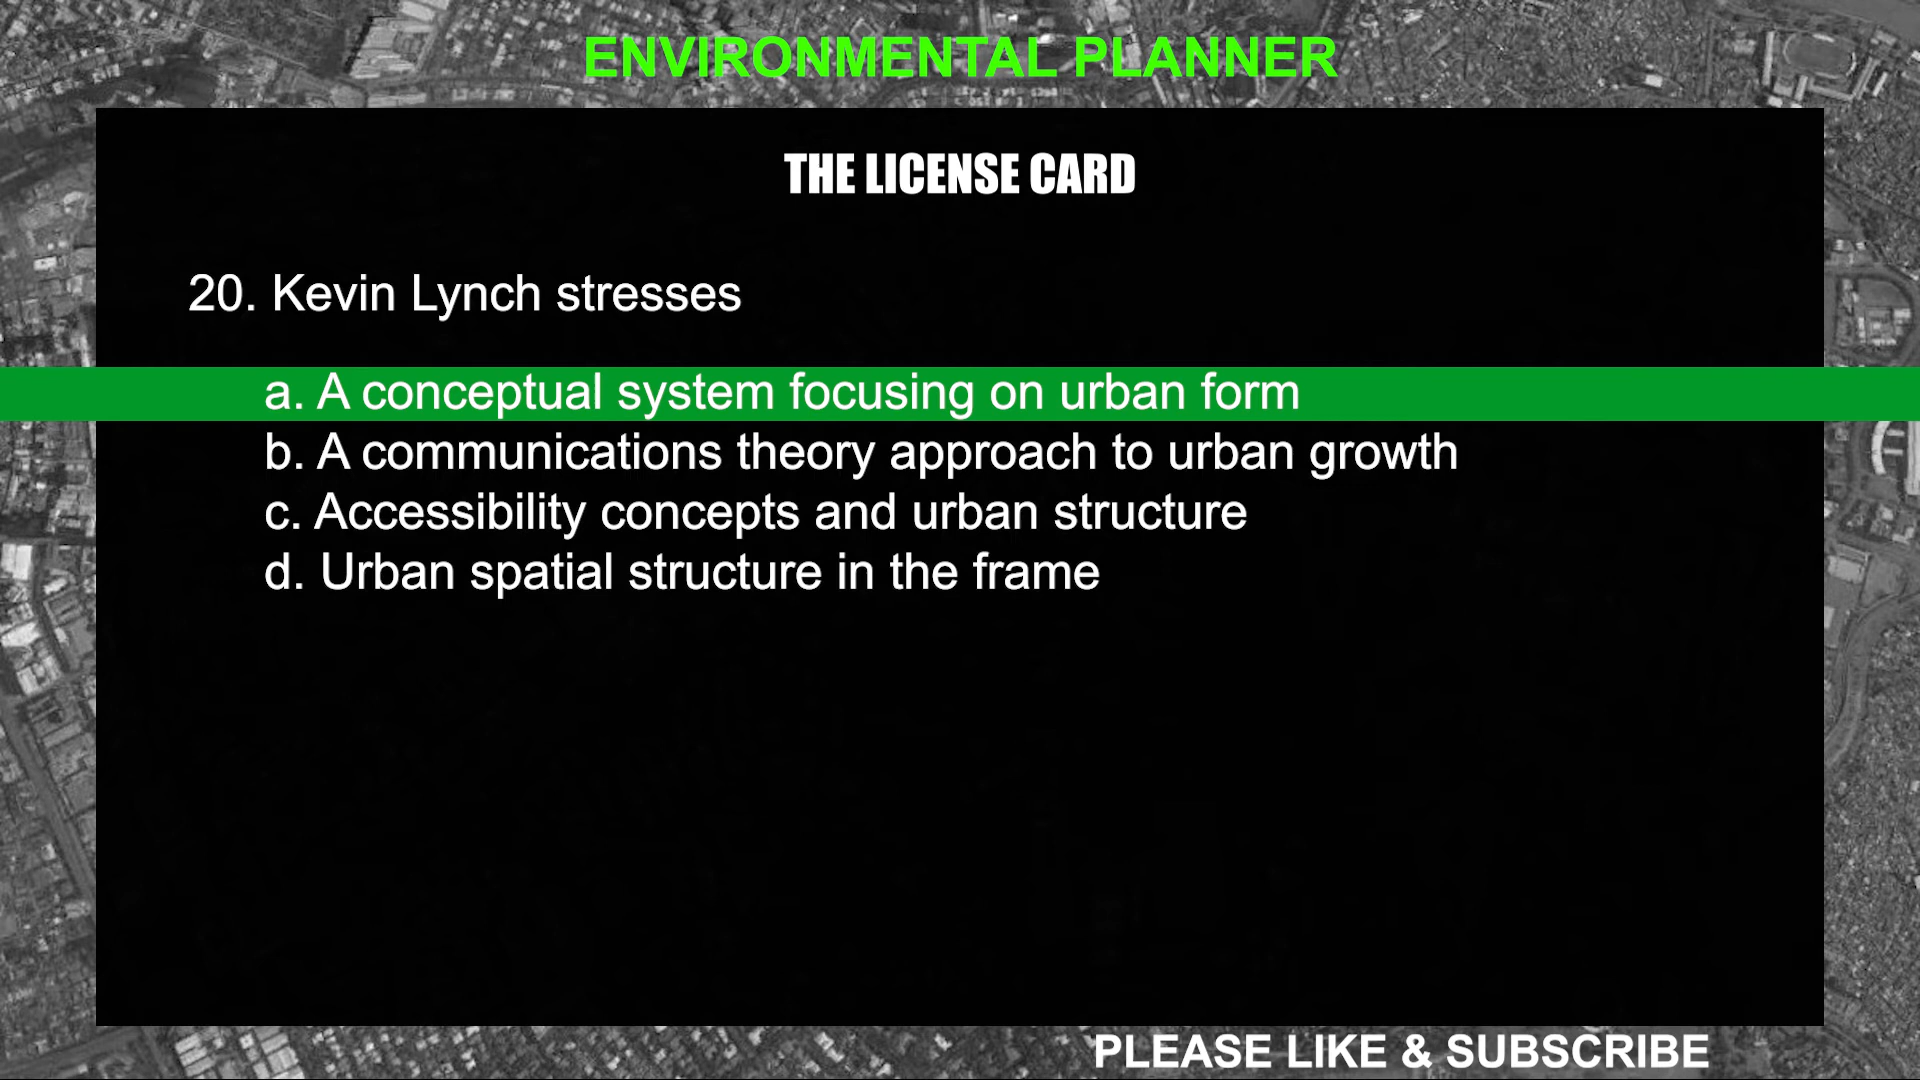 ENVIRONMENTAL PLANNER
THE LICENSE CARD
20. Kevin Lynch stresses
a. A conceptual system focusing on urban form
b. A communications theory approach to urban growth
c. Accessibility concepts and urban structure
d. Urban spatial structure in the frame
PLEASE LIKE & SUBSCRIBE